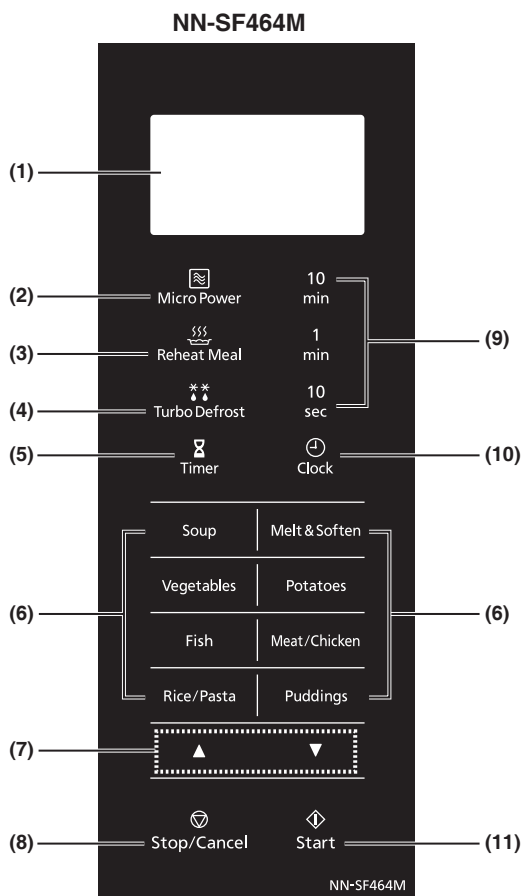 NN-SF464M
(1)
(2) Micro Power 10 min
(3) Reheat Meal 1 min (9)
(4) Turbo Defrost 10 sec
(5) Timer Clock (10)
Soup Melt & Soften
Vegetables Potatoes
(6) Fish Meat/Chicken (6)
Rice/Pasta Puddings
(7)
(8) Stop/Cancel Start (11)
NN-SF464M